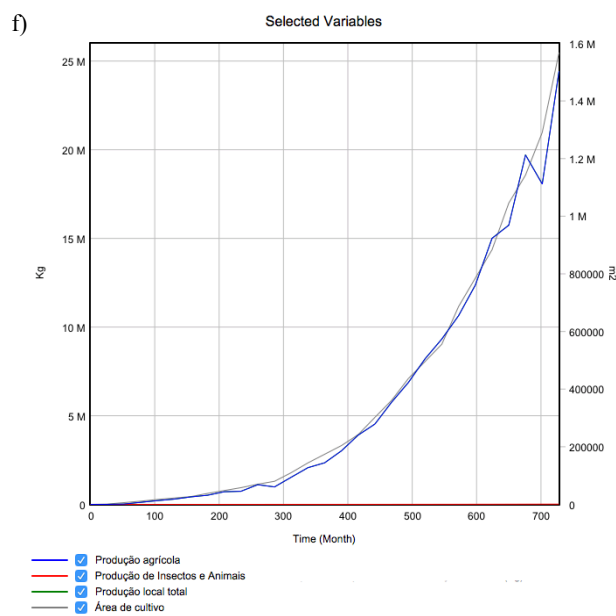 f)
Selected Variables
25 M
20 M
15 M
10 M
5 M
0
Kg
1.6 M
1.4 M
1.2 M
1 M
800000
600000
400000
200000
0
m2
0 100 200 300 400 500 600 700
Time (Month)
Produção agrícola
Produção de Insectos e Animais
Produção local total
Área de cultivo